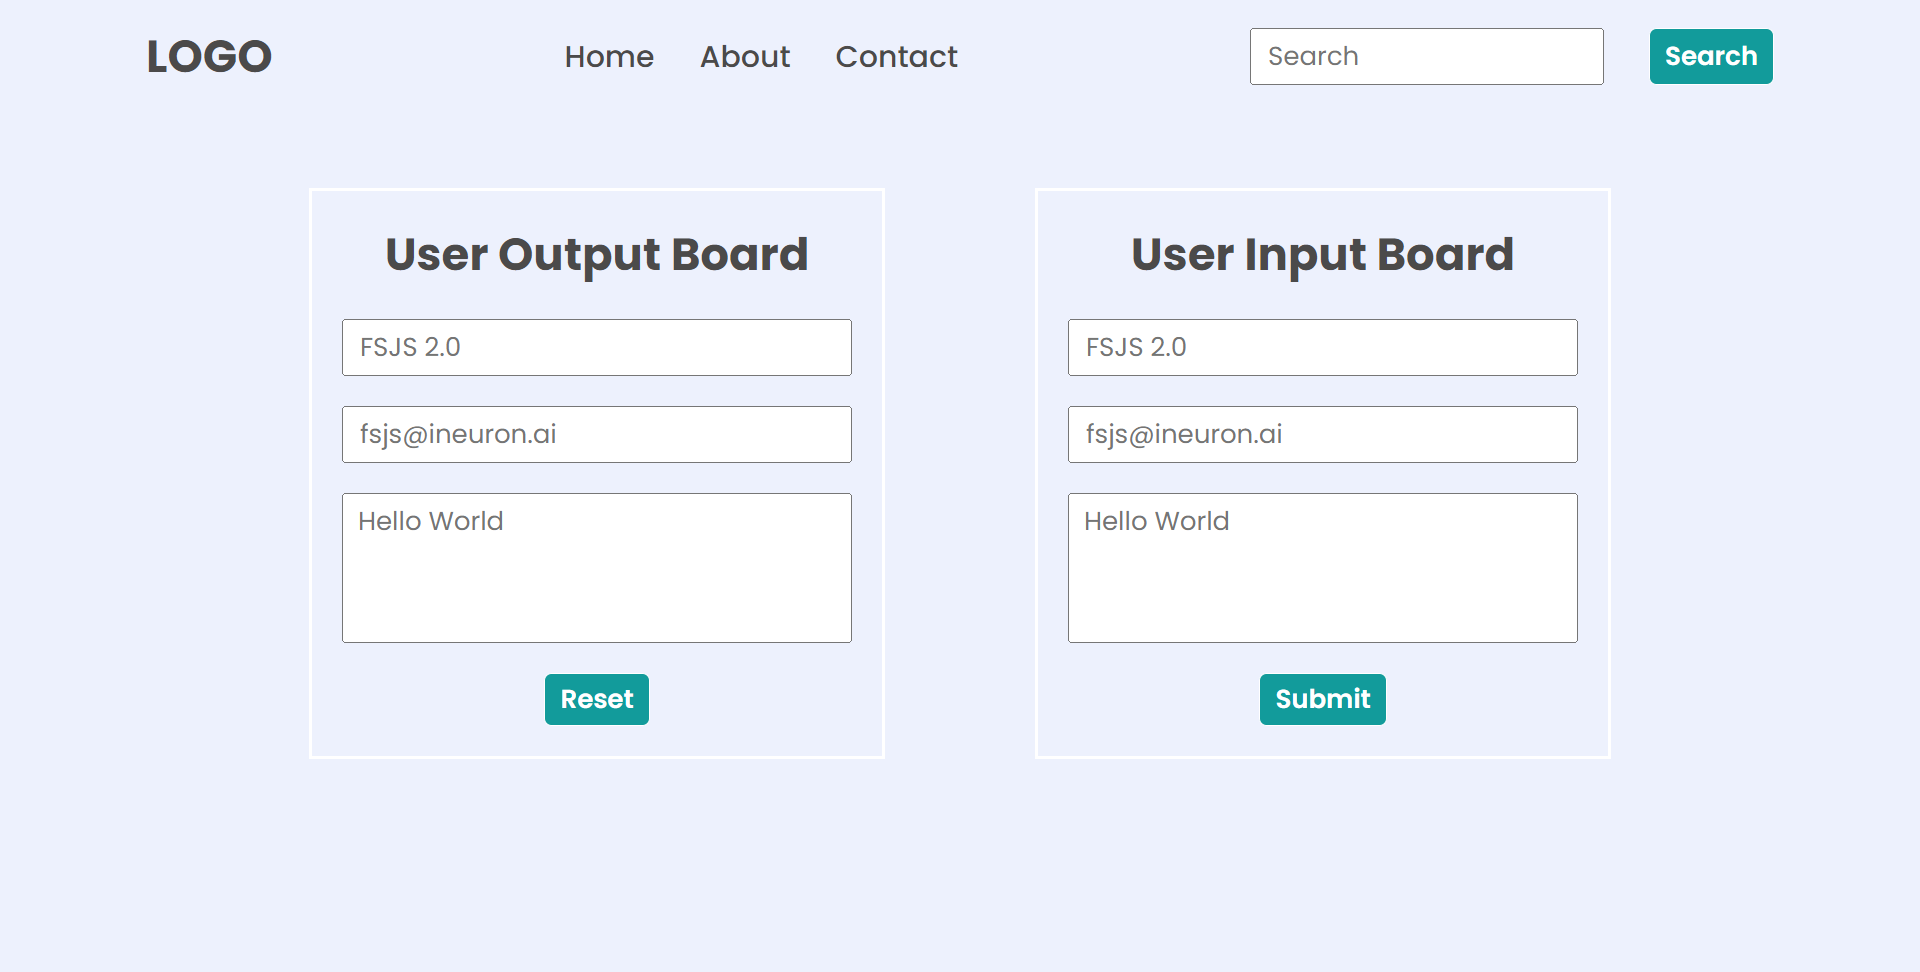 LOGO
Home About Contact
Search
Search
User Output Board
FSJS 2.0
fsjs@ineuron.ai
Hello World
Reset
User Input Board
FSJS 2.0
fsjs@ineuron.ai
Hello World
Submit